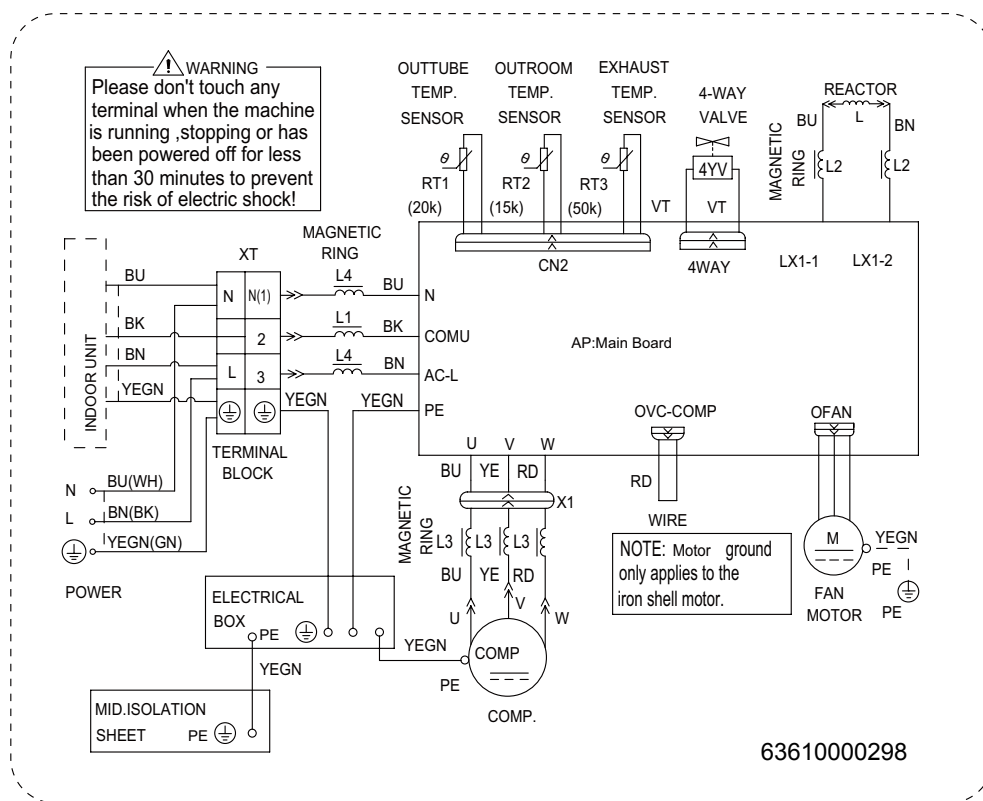 WARNING
Please don't touch any
terminal when the machine
is running ,stopping or has
been powered off for less
than 30 minutes to prevent
the risk of electric shock!
OUTTUBE
TEMP.
SENSOR
OUTROOM
TEMP.
SENSOR
EXHAUST
TEMP.
SENSOR
4-WAY
VALVE
REACTOR
L
BU
BN
MAGNETIC
RING
L2
L2
θ
RT1
(20k)
θ
RT2
(15k)
θ
RT3
(50k)
4YV
VT
VT
CN2
4WAY
LX1-1
LX1-2
INDOOR UNIT
BU
BK
BN
YEGN
XT
N
N(1)
2
L
3
TERMINAL
BLOCK
MAGNETIC
RING
L4
BU
N
L1
BK
COMU
L4
BN
AC-L
YEGN
YEGN
PE
AP:Main Board
U
V
W
OVC-COMP
OFAN
BU
YE
RD
X1
RD
WIRE
MAGNETIC
RING
L3
L3
L3
BU
YE
RD
U
V
W
N
BU(WH)
L
BN(BK)
YEGN(GN)
POWER
NOTE: Motor ground
only applies to the
iron shell motor.
M
YEGN
PE
FAN
MOTOR
PE
ELECTRICAL
BOX
PE
YEGN
YEGN
COMP
PE
COMP.
MID.ISOLATION
SHEET
PE
63610000298